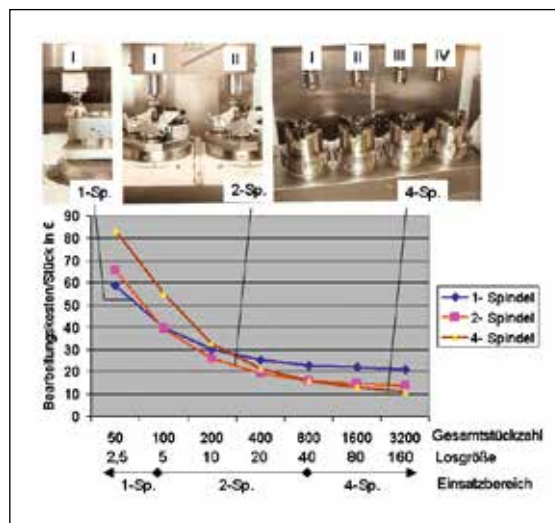 I
I II
I II III IV
1-Sp.
2-Sp.
4-Sp.
Bearbeitungskosten/Stück in €
90
80
70
60
50
40
30
20
10
0
1- Spindel
2- Spindel
4- Spindel
50 100 200 400 800 1600 3200 Gesamtstückzahl
2,5 5 10 20 40 80 160 Losgröße
1-Sp. 2-Sp. 4-Sp. Einsatzbereich